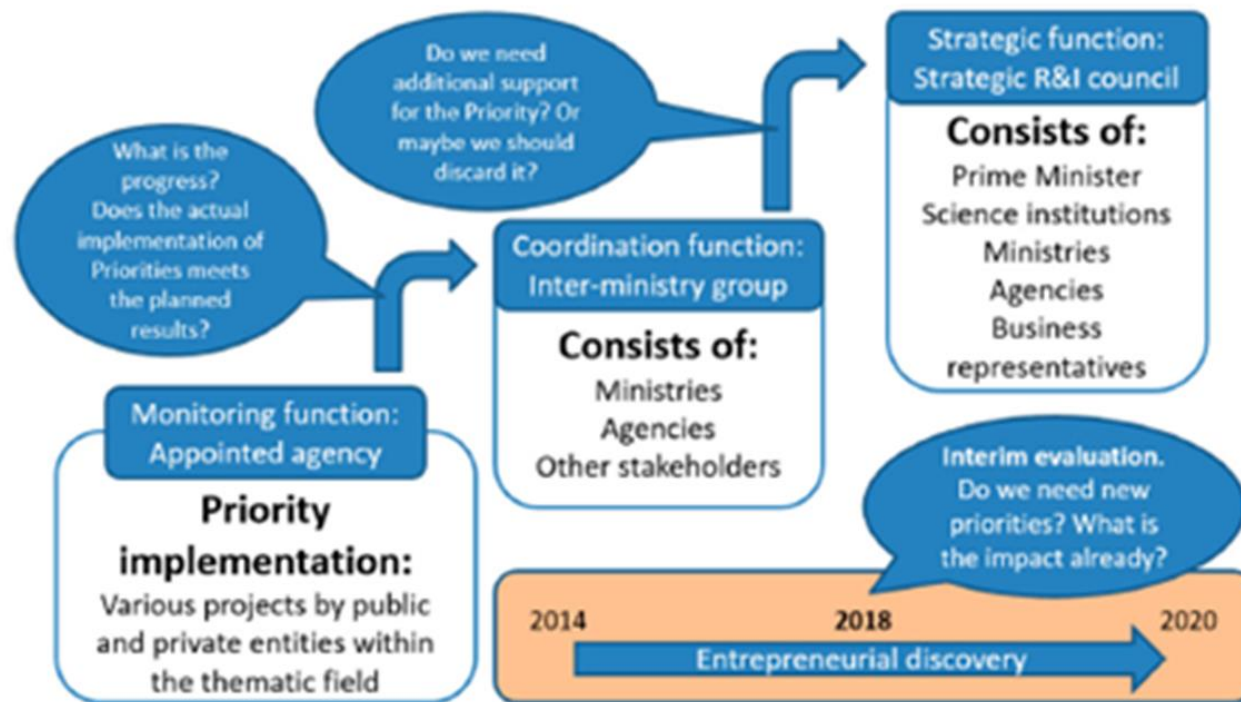 What is the
progress?
Does the actual
implementation of
Priorities meets
the planned
results?
Monitoring function:
Appointed agency
Priority
implementation:
Various projects by public
and private entities within
the thematic field
Do we need
additional support
for the Priority? Or
maybe we should
discard it?
Coordination function:
Inter-ministry group
Consists of:
Ministries
Agencies
Other stakeholders
Strategic function:
Strategic R&I council
Consists of:
Prime Minister
Science institutions
Ministries
Agencies
Business
representatives
Interim evaluation.
Do we need new
priorities? What is
the impact already?
2014 2018 2020
Entrepreneurial discovery